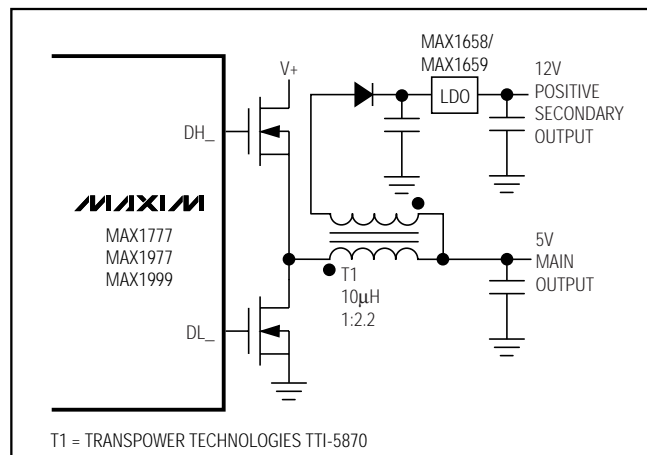 MAX1658/
MAX1659
V+
LDO
12V
POSITIVE
SECONDARY
OUTPUT
DH_
MAXIM
MAX1777
MAX1977
MAX1999
T1
10μH
1:2.2
5V
MAIN
OUTPUT
DL_
T1 = TRANSPOWER TECHNOLOGIES TTI-5870